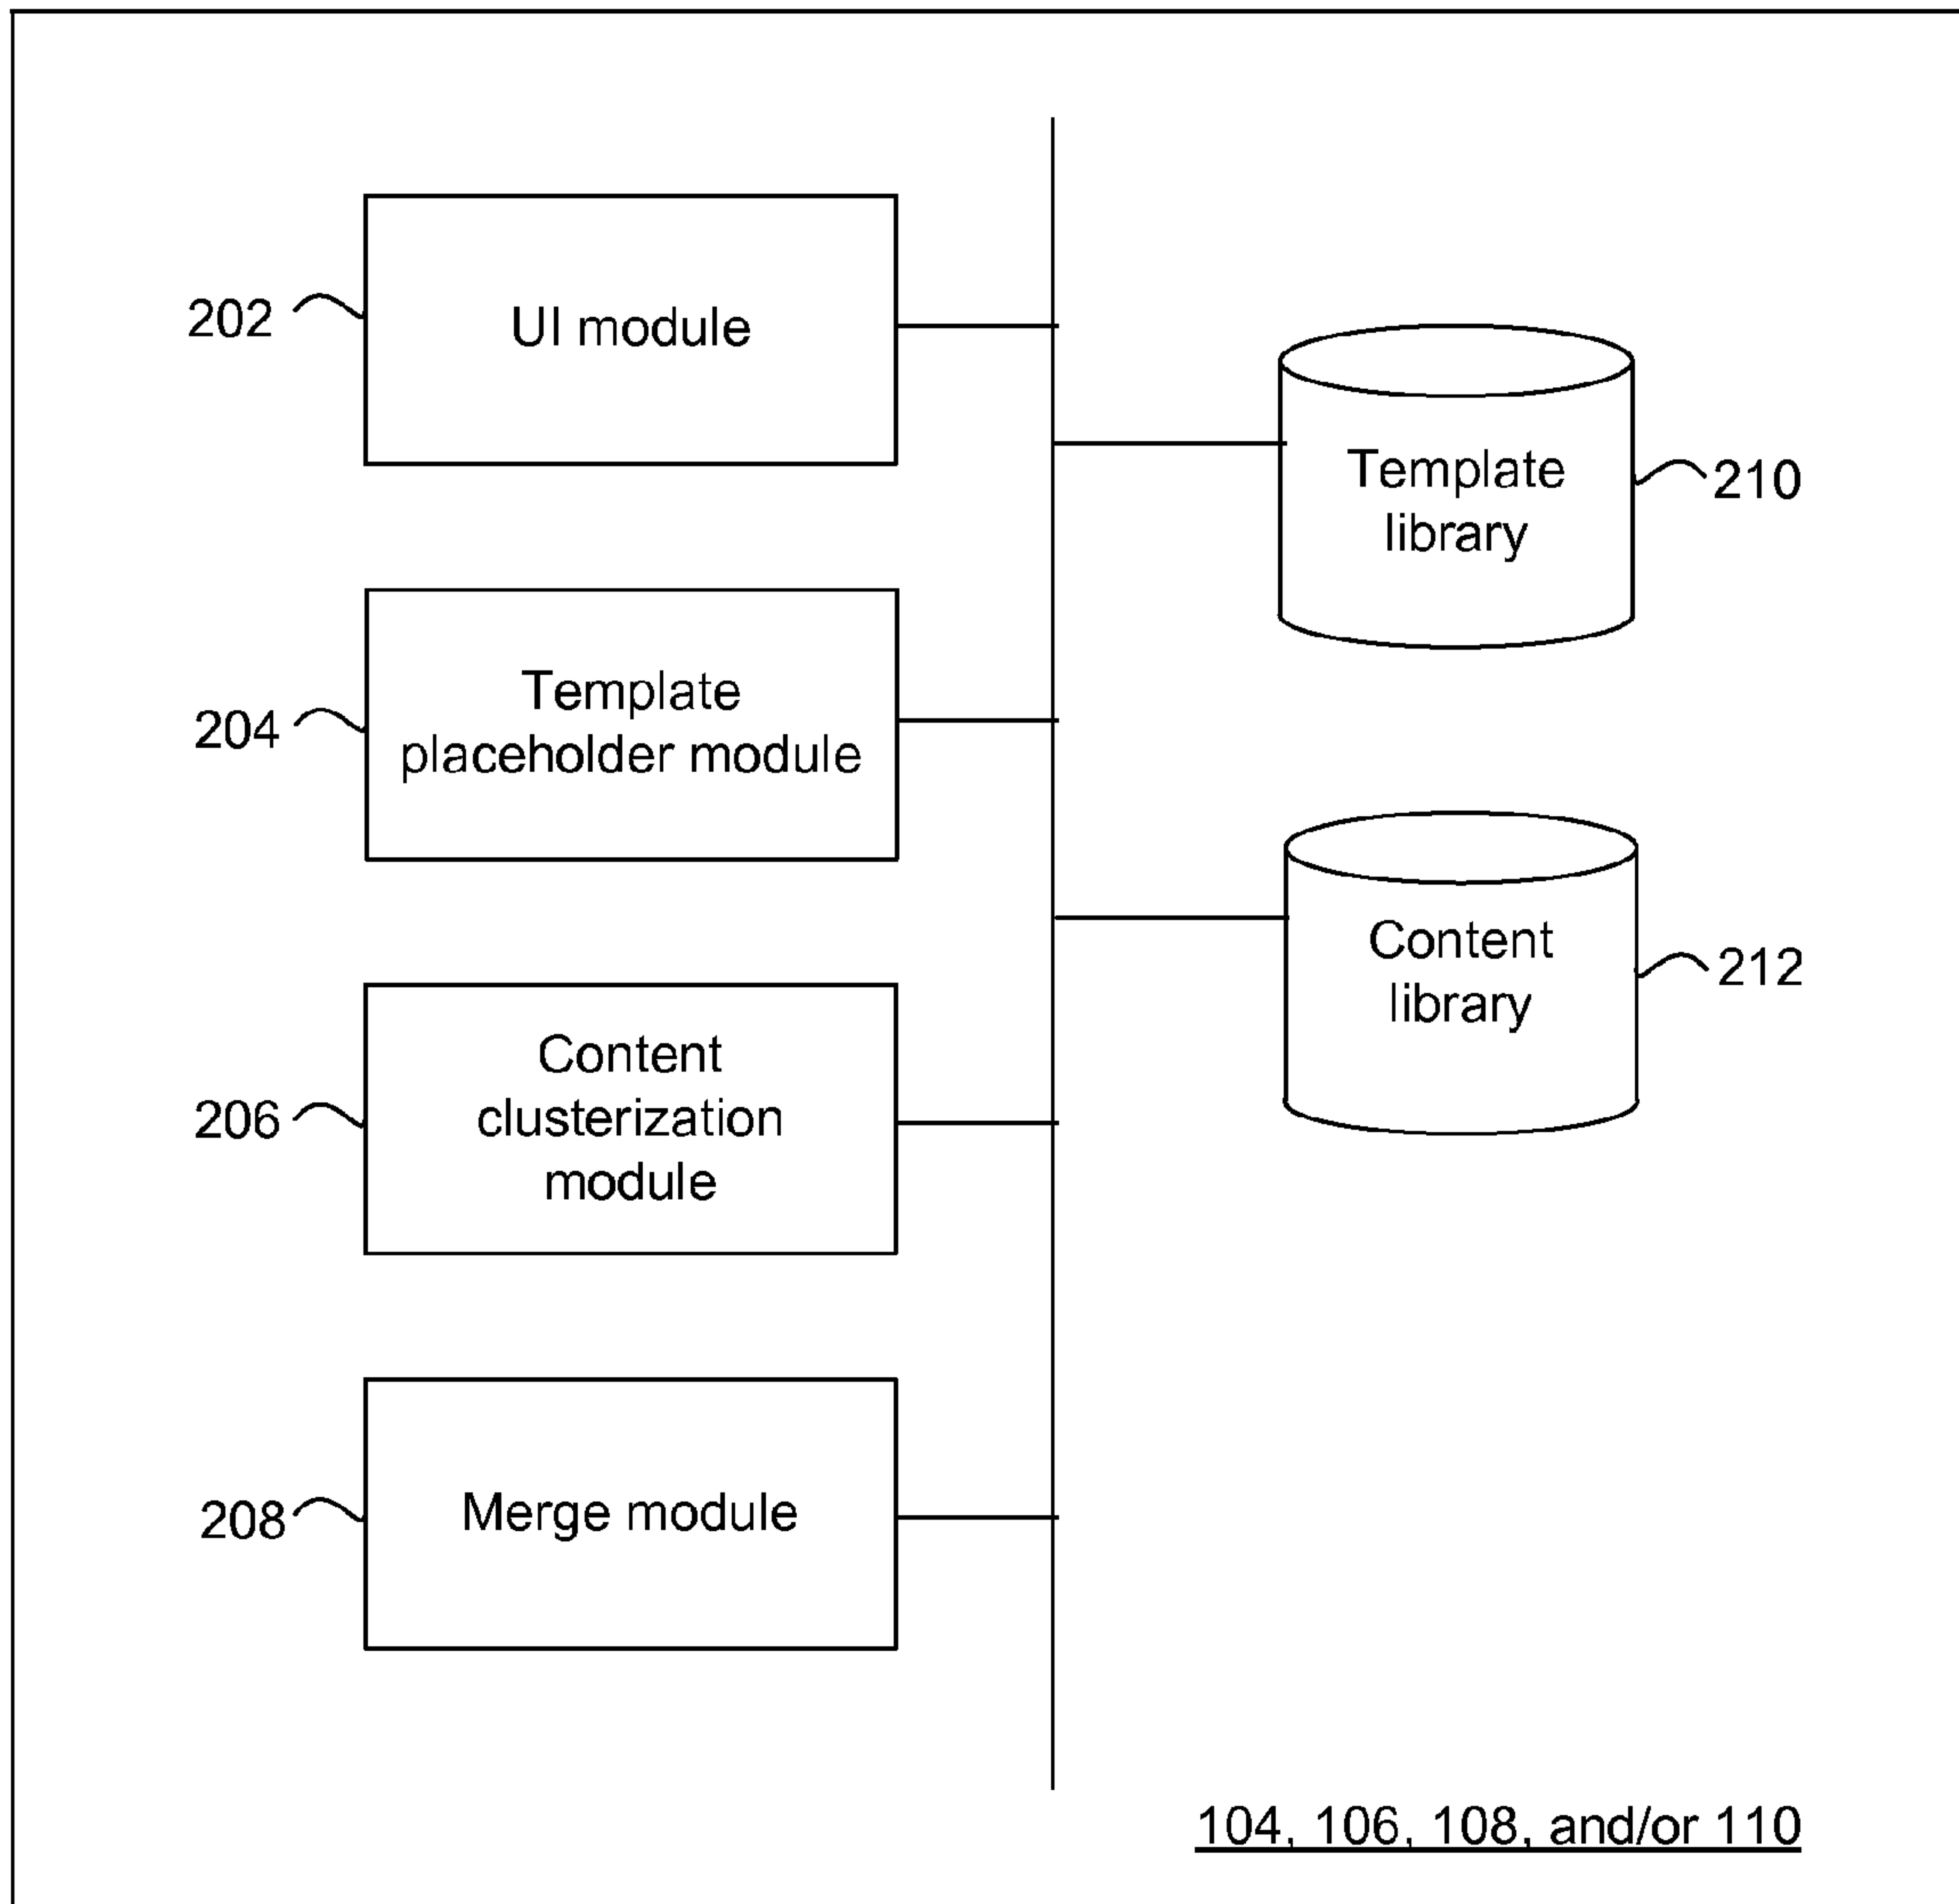 202
UI module
204
Template
placeholder module
206
Content
clusterization
module
208
Merge module
Template
library
210
Content
library
212
104, 106, 108, and/or 110